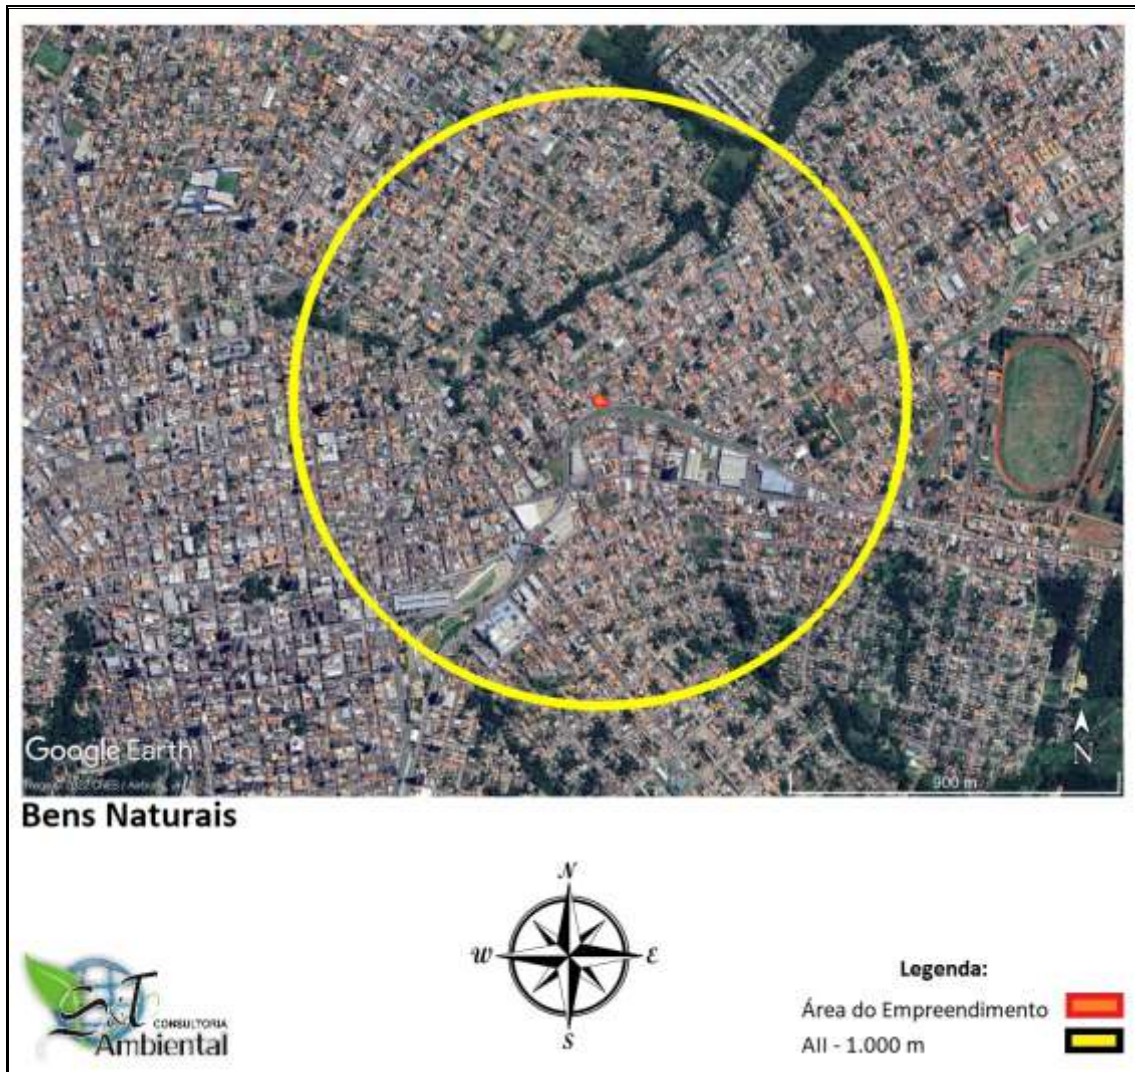 Google Earth
900 m
N
Bens Naturais
N
W
E
S
CONSULTORIA
Ambiental
Legenda:
Área do Empreendimento
AII - 1.000 m